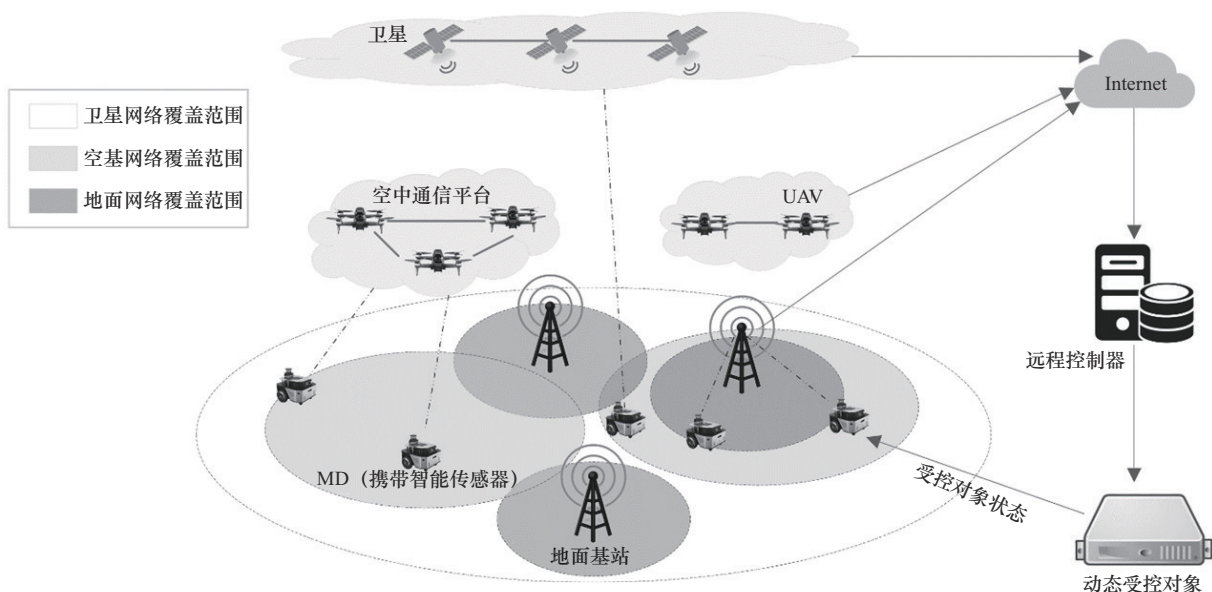 卫星
Internet
卫星网络覆盖范围
空基网络覆盖范围
地面网络覆盖范围
空中通信平台
UAV
远程控制器
MD（携带智能传感器）
受控对象状态
地面基站
动态受控对象